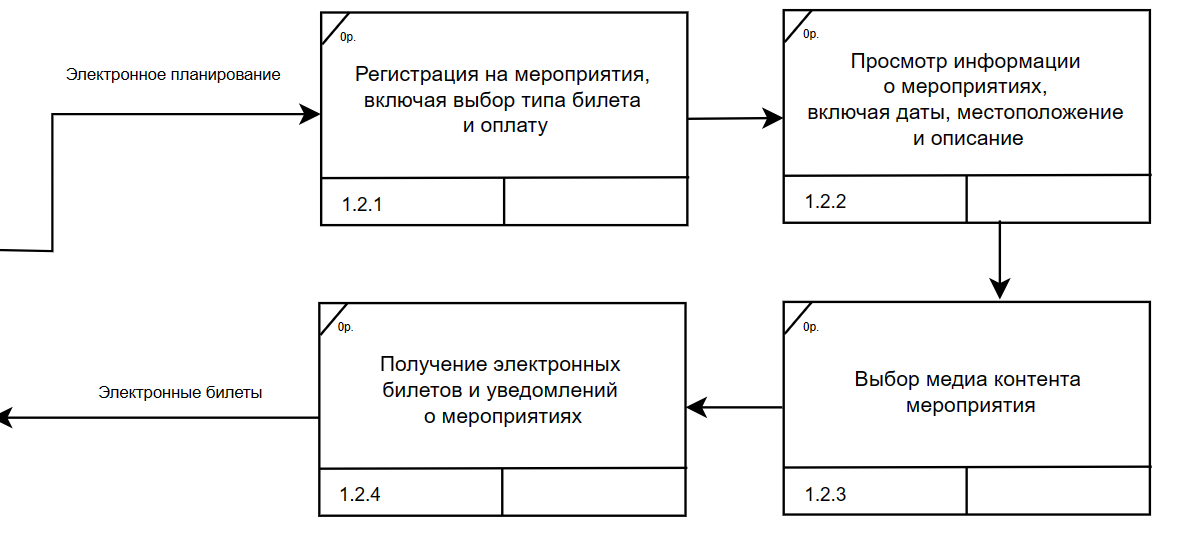 Электронное планирование
0р.
Регистрация на мероприятия,
включая выбор типа билета
и оплату
1.2.1
0р.
Просмотр информации
о мероприятиях,
включая даты, местоположение
и описание
1.2.2
0р.
Выбор медиа контента
мероприятия
1.2.3
0р.
Получение электронных
билетов и уведомлений
о мероприятиях
1.2.4
Электронные билеты